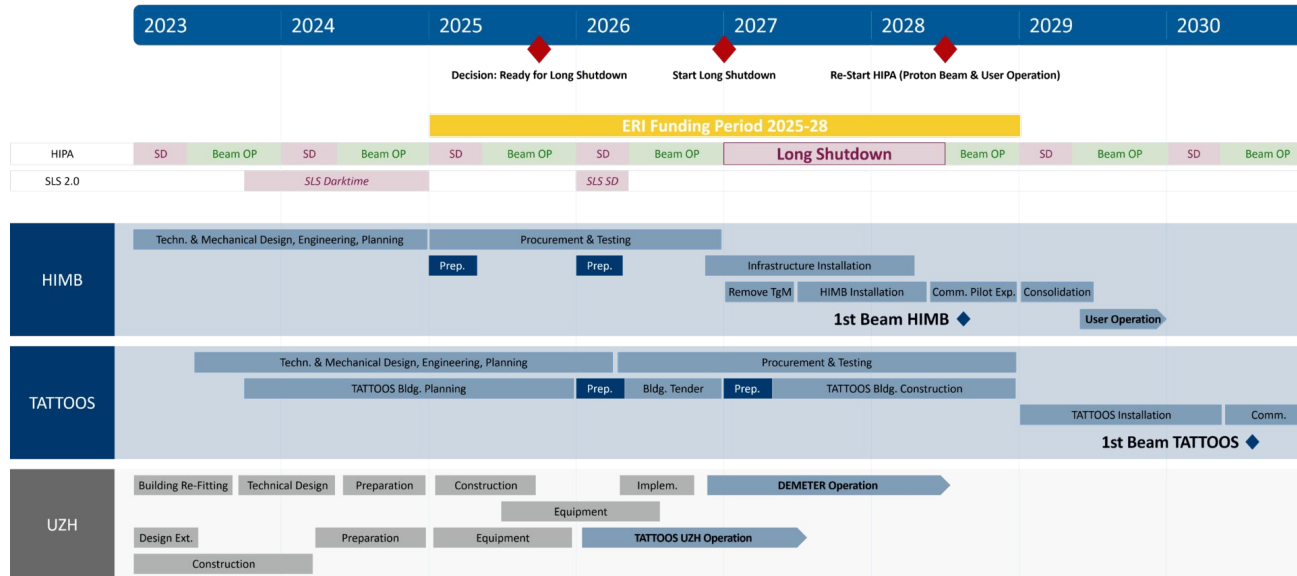 2023 2024 2025 2026 2027 2028 2029 2030
Decision: Ready for Long Shutdown Start Long Shutdown Re-Start HIPA (Proton Beam & User Operation)
ERI Funding Period 2025-28
HIPA SD Beam OP SD Beam OP SD Beam OP SD Beam OP Long Shutdown Beam OP SD Beam OP SD Beam OP
SLS 2.0 SLS Darktime SLS SD
HIMB
Techn. & Mechanical Design, Engineering, Planning Procurement & Testing
Prep. Prep. Infrastructure Installation
Remove TgM HIMB Installation Comm. Pilot Exp. Consolidation
1st Beam HIMB User Operation
TATTOOS
Techn. & Mechanical Design, Engineering, Planning Procurement & Testing
TATTOOS Bldg. Planning Prep. Bldg. Tender Prep. TATTOOS Bldg. Construction
TATTOOS Installation Comm.
1st Beam TATTOOS
UZH
Building Re-Fitting Technical Design Preparation Construction Implem. DEMETER Operation
Equipment
Design Ext. Preparation Equipment TATTOOS UZH Operation
Construction